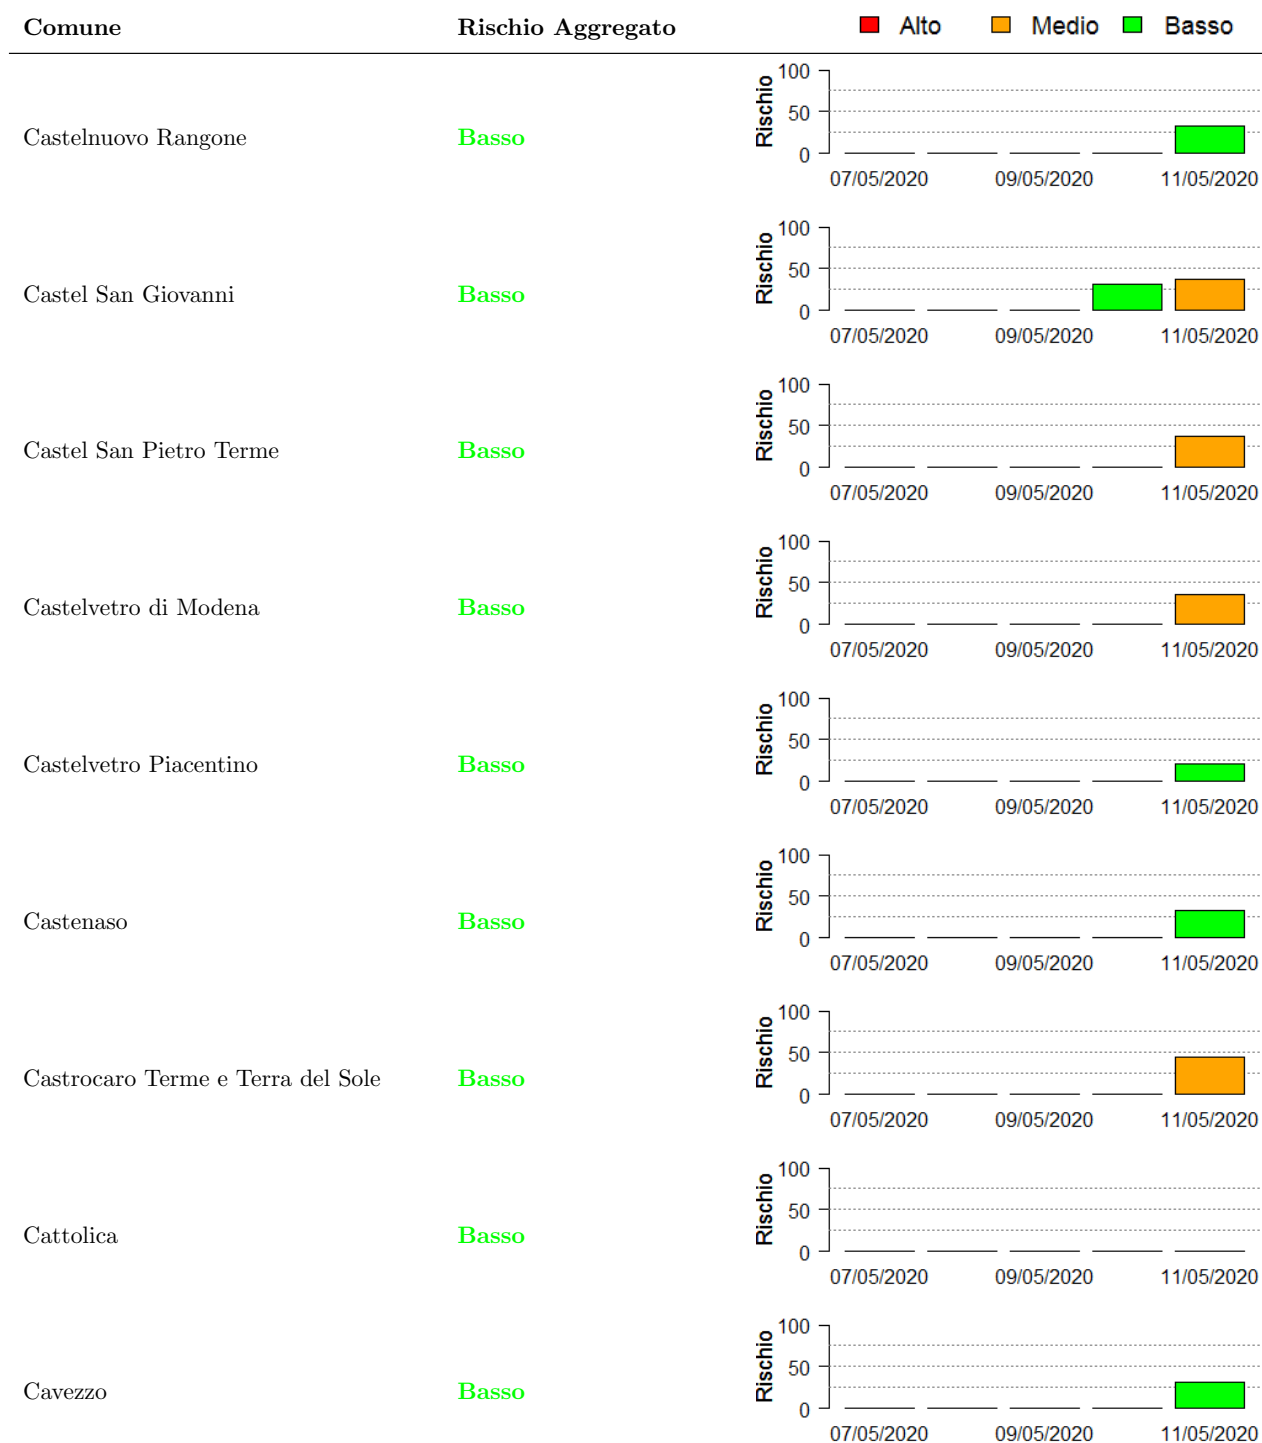 Comune Rischio Aggregato Alto Medio Basso
100
50
0
Rischio
Castelnuovo Rangone Basso
07/05/2020 09/05/2020 11/05/2020
100
50
0
Rischio
Castel San Giovanni Basso
07/05/2020 09/05/2020 11/05/2020
100
50
0
Rischio
Castel San Pietro Terme Basso
07/05/2020 09/05/2020 11/05/2020
100
50
0
Rischio
Castelvetro di Modena Basso
07/05/2020 09/05/2020 11/05/2020
100
50
0
Rischio
Castelvetro Piacentino Basso
07/05/2020 09/05/2020 11/05/2020
100
50
0
Rischio
Castenaso Basso
07/05/2020 09/05/2020 11/05/2020
100
50
0
Rischio
Castrocaro Terme e Terra del Sole Basso
07/05/2020 09/05/2020 11/05/2020
100
50
0
Rischio
Cattolica Basso
07/05/2020 09/05/2020 11/05/2020
100
50
0
Rischio
Cavezzo Basso
07/05/2020 09/05/2020 11/05/2020